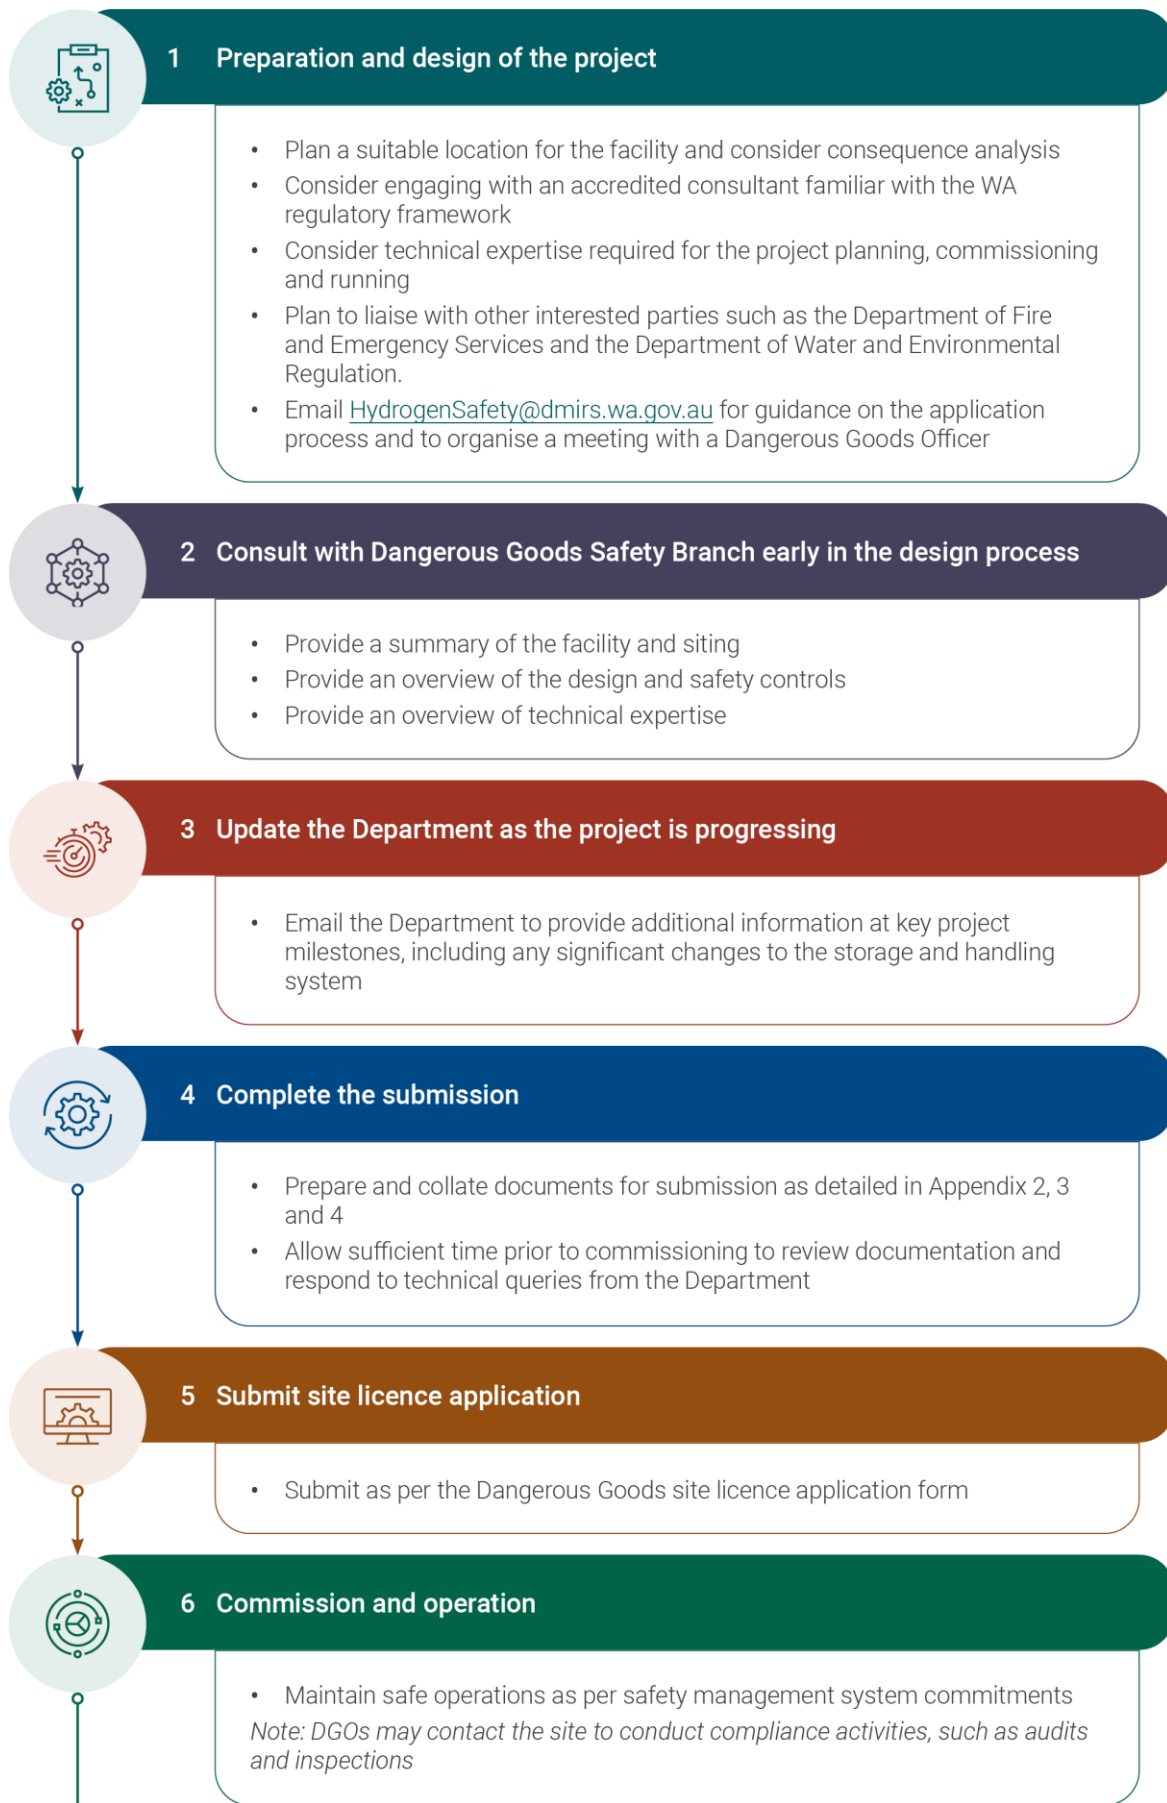 1 Preparation and design of the project
• Plan a suitable location for the facility and consider consequence analysis
• Consider engaging with an accredited consultant familiar with the WA
regulatory framework
• Consider technical expertise required for the project planning, commissioning
and running
• Plan to liaise with other interested parties such as the Department of Fire
and Emergency Services and the Department of Water and Environmental
Regulation.
• Email HydrogenSafety@dmirs.wa.gov.au for guidance on the application
process and to organise a meeting with a Dangerous Goods Officer
2 Consult with Dangerous Goods Safety Branch early in the design process
• Provide a summary of the facility and siting
• Provide an overview of the design and safety controls
• Provide an overview of technical expertise
3 Update the Department as the project is progressing
• Email the Department to provide additional information at key project
milestones, including any significant changes to the storage and handling
system
4 Complete the submission
• Prepare and collate documents for submission as detailed in Appendix 2, 3
and 4
• Allow sufficient time prior to commissioning to review documentation and
respond to technical queries from the Department
5 Submit site licence application
• Submit as per the Dangerous Goods site licence application form
6 Commission and operation
• Maintain safe operations as per safety management system commitments
Note: DGOs may contact the site to conduct compliance activities, such as audits
and inspections